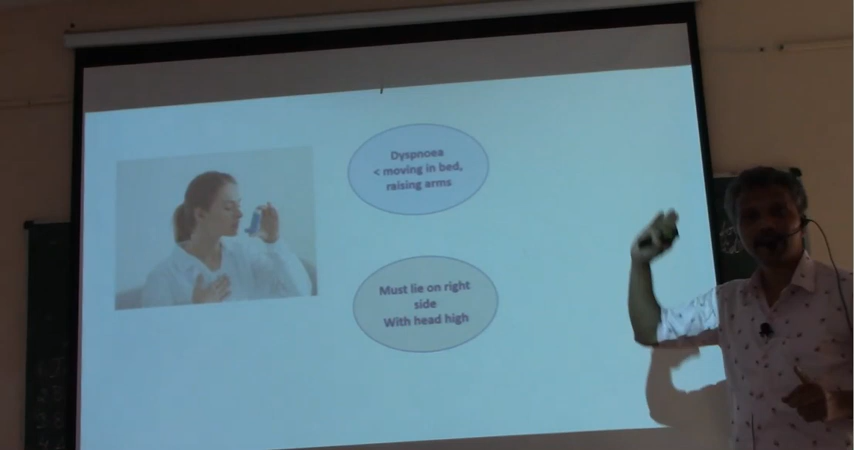 Dyspnoea
< moving in bed,
raising arms
Must lie on right
side
With head high